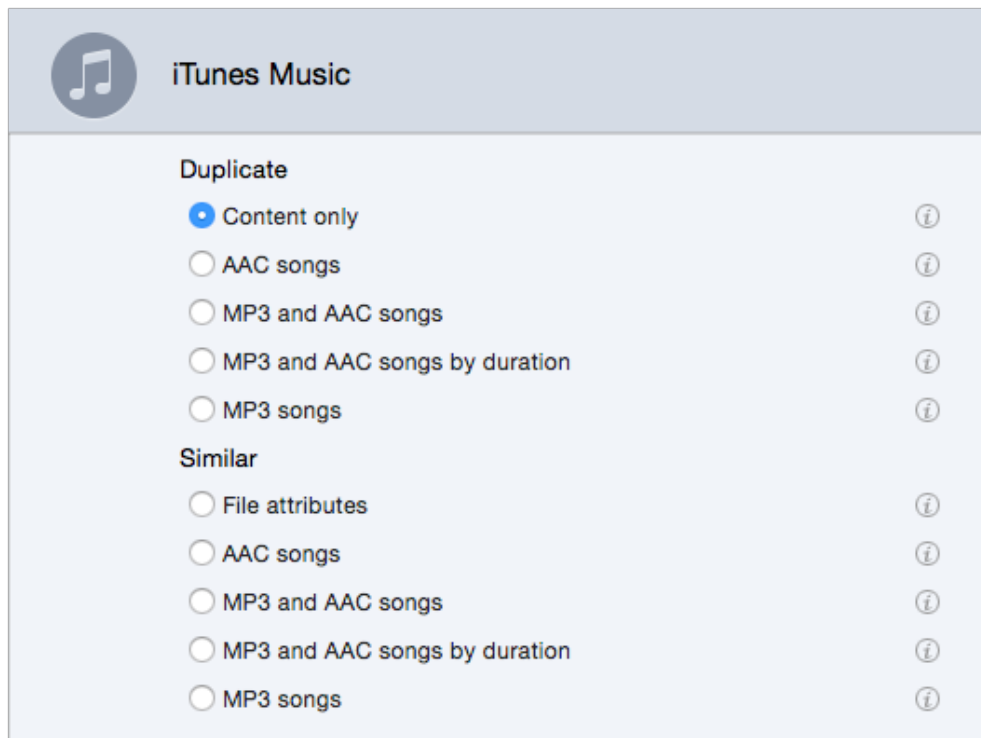 iTunes Music
Duplicate
Content only
AAC songs
MP3 and AAC songs
MP3 and AAC songs by duration
MP3 songs
Similar
File attributes
AAC songs
MP3 and AAC songs
MP3 and AAC songs by duration
MP3 songs